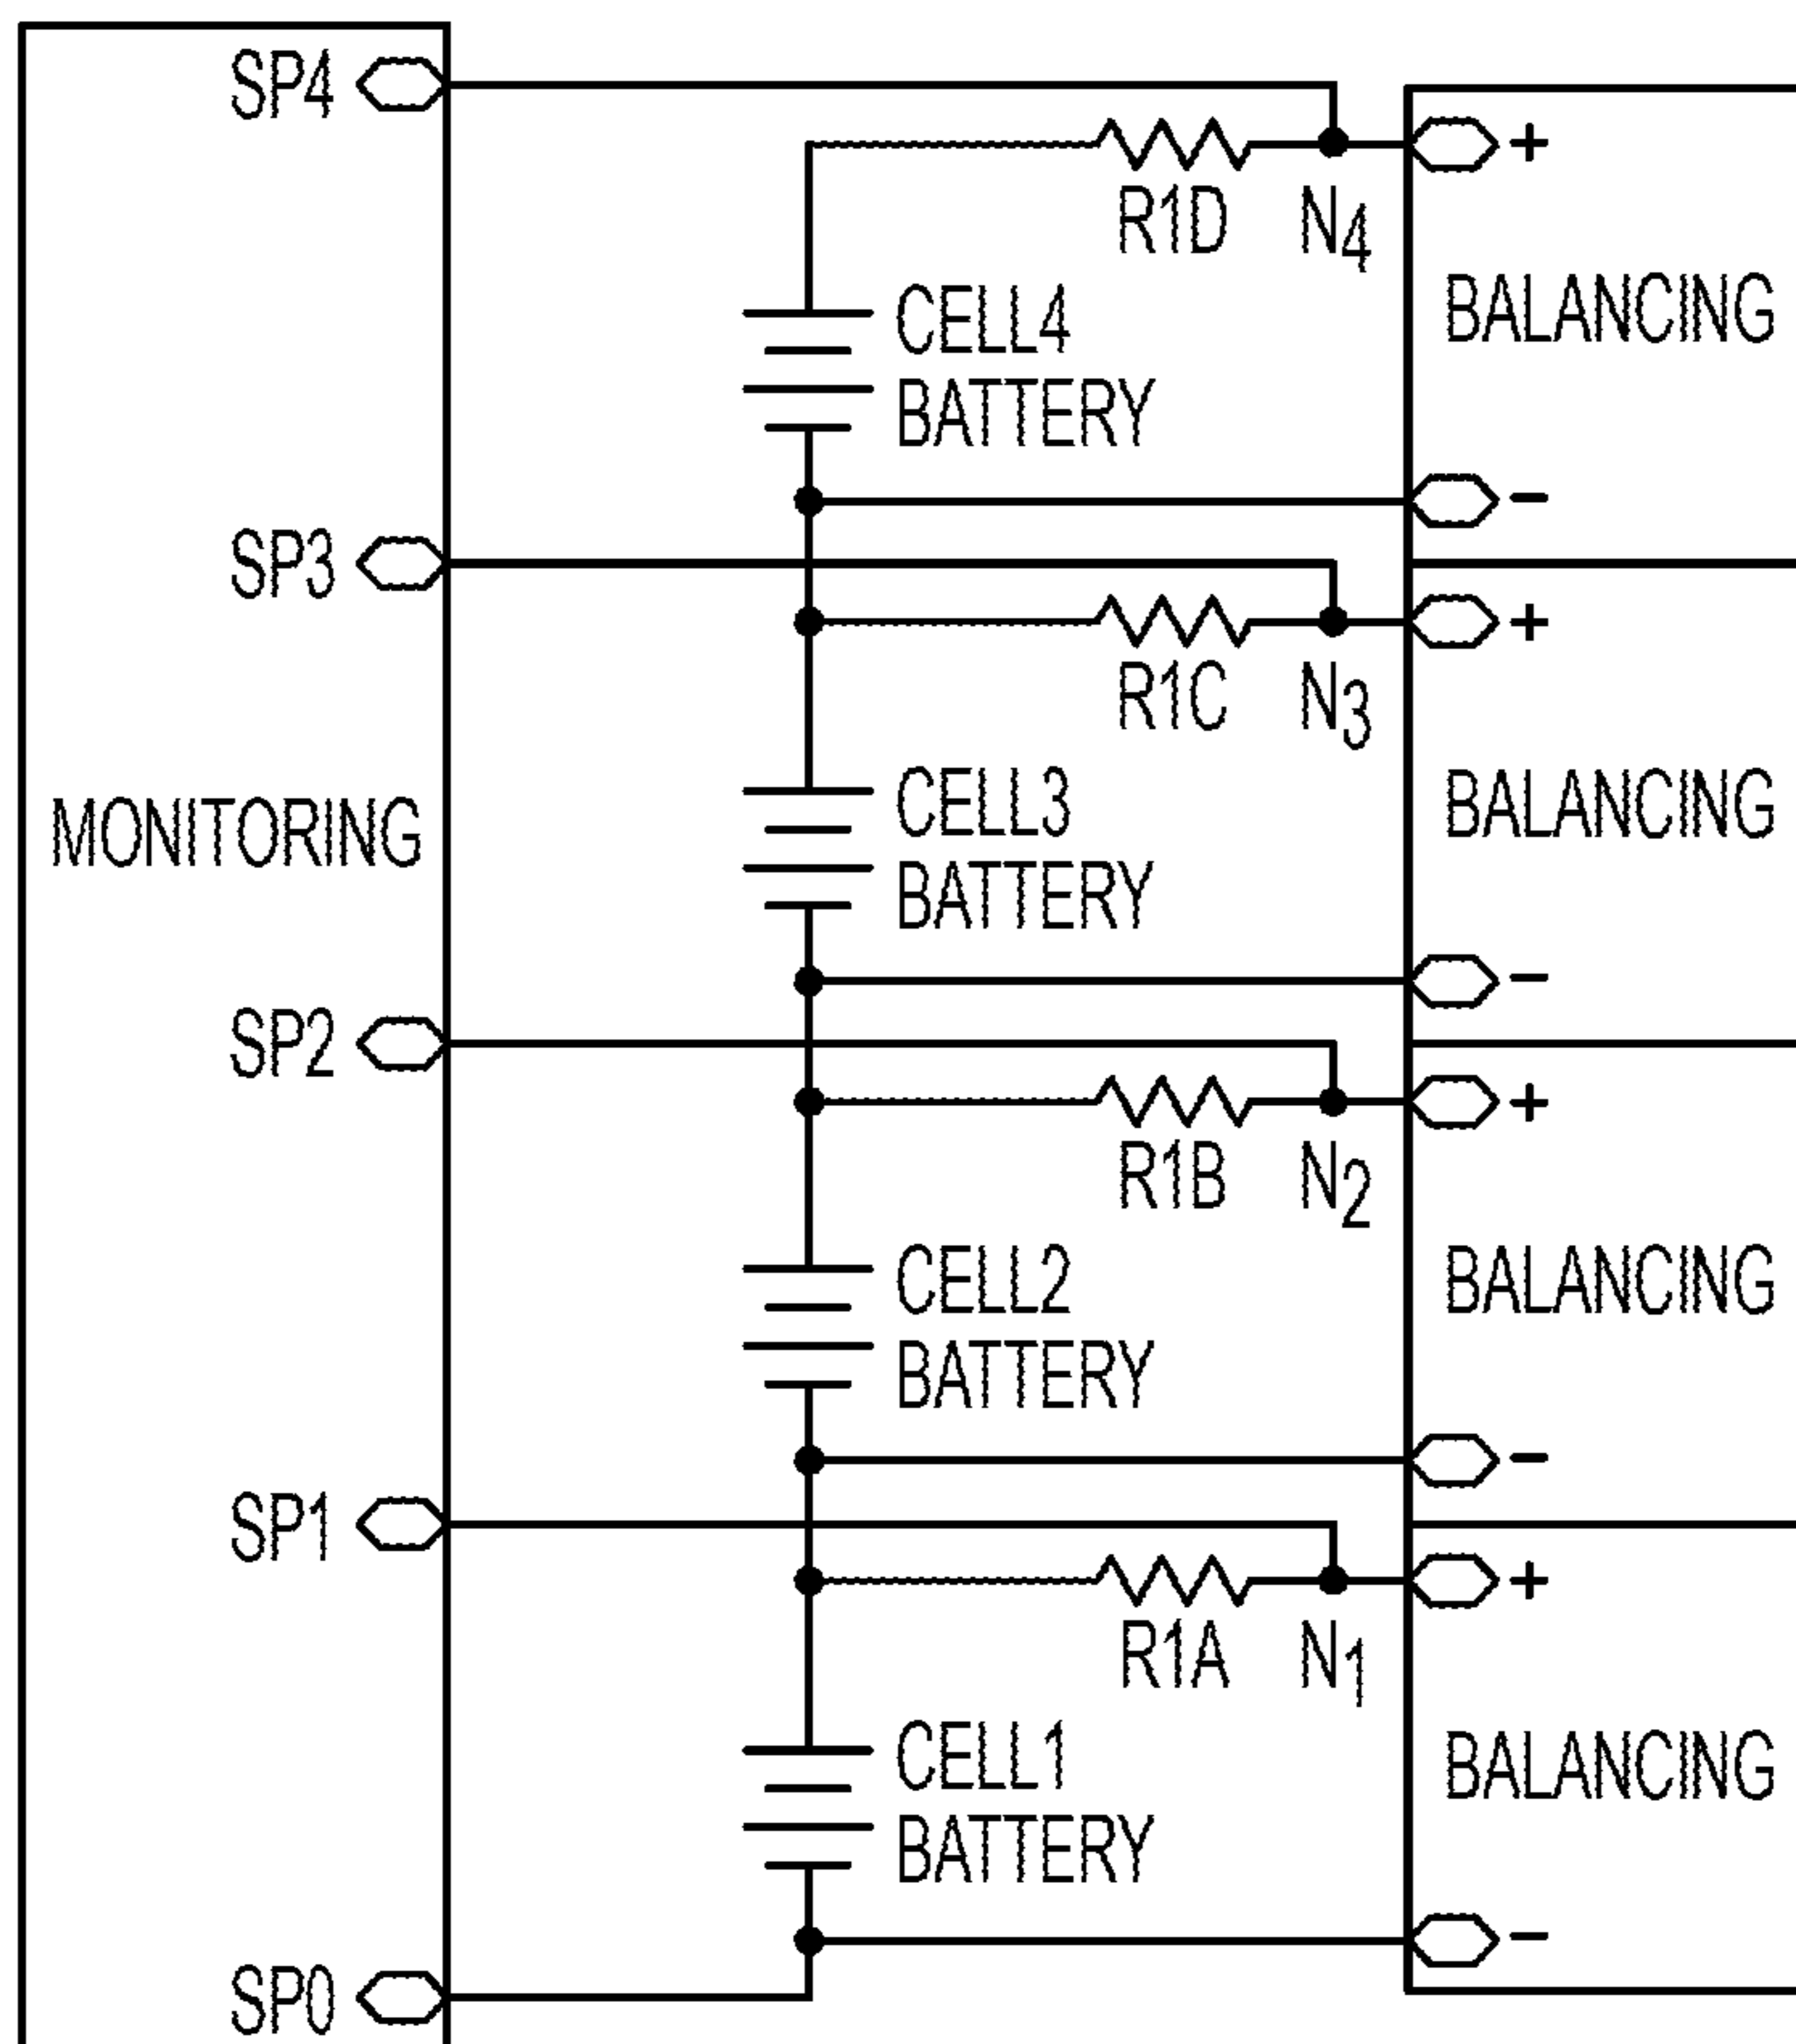 SP4
+
R1D
N4
CELL4
BATTERY
BALANCING
-
SP3
+
R1C
N3
MONITORING
CELL3
BATTERY
BALANCING
-
SP2
+
R1B
N2
CELL2
BATTERY
BALANCING
-
SP1
+
R1A
N1
CELL1
BATTERY
BALANCING
-
SP0